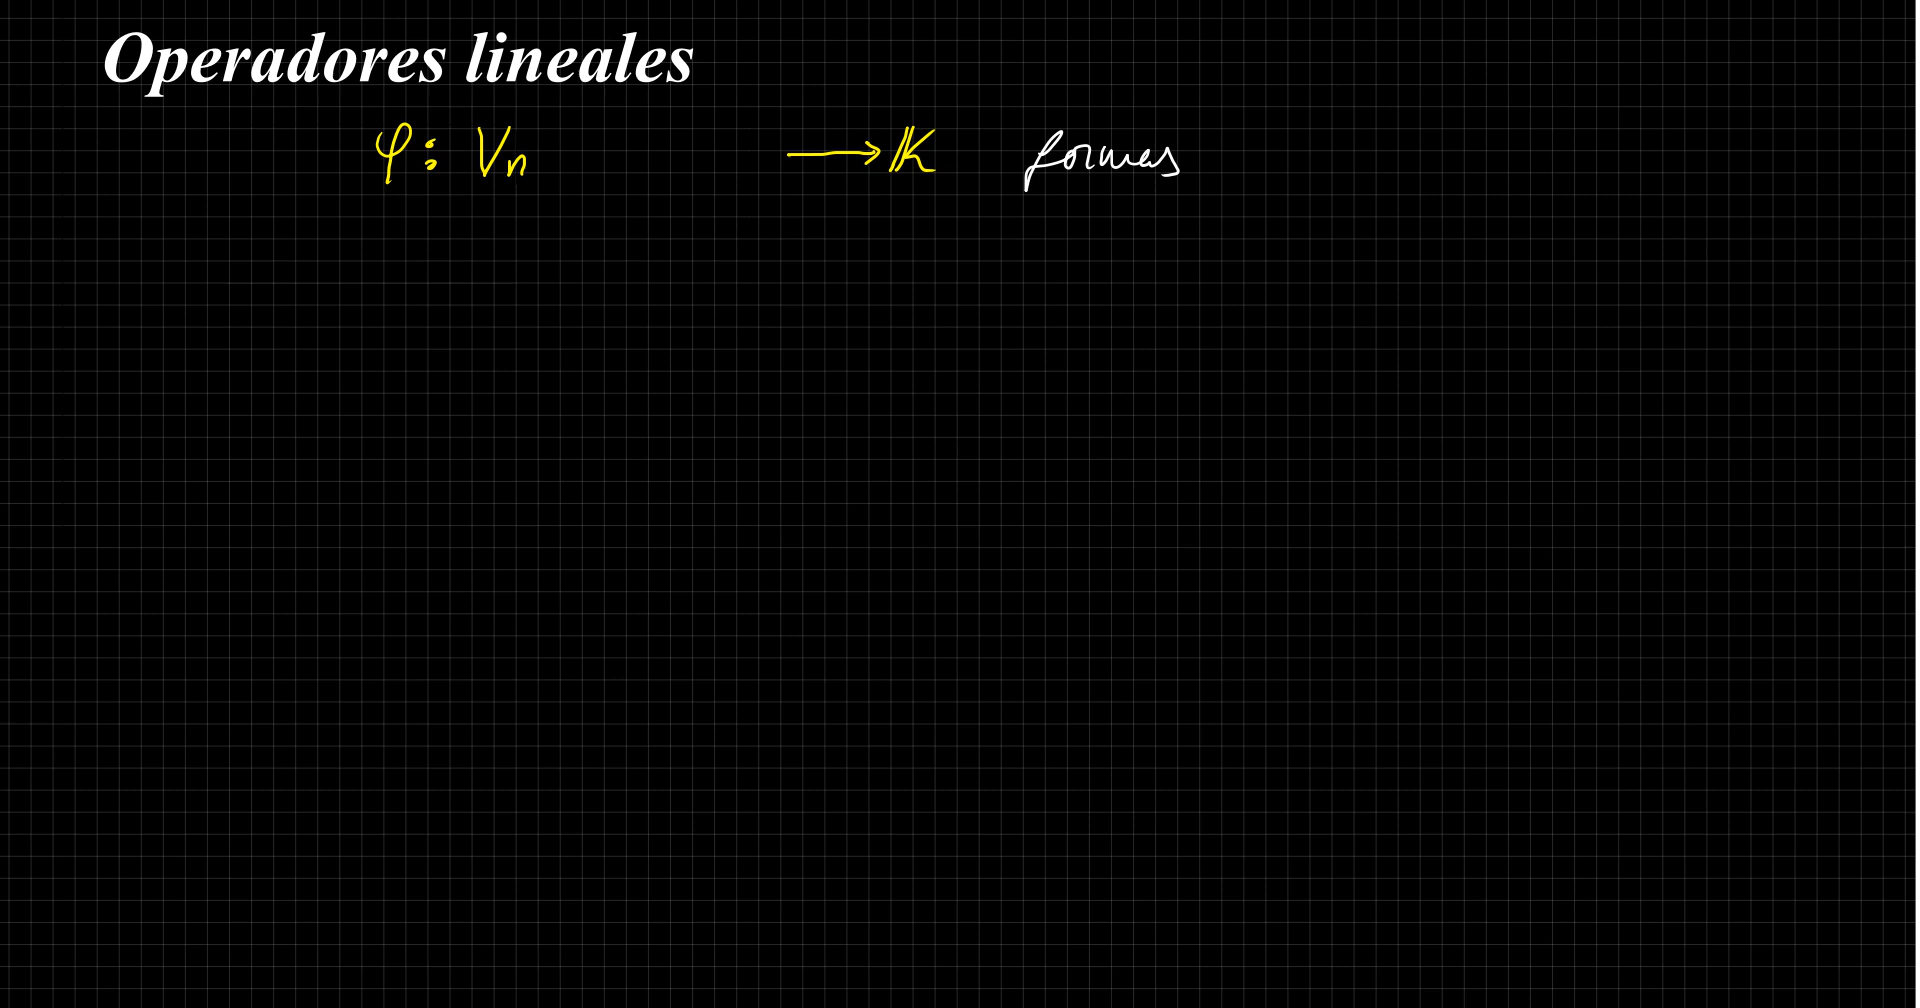 Operadores lineales
φ: Vn → 𝕂 formas